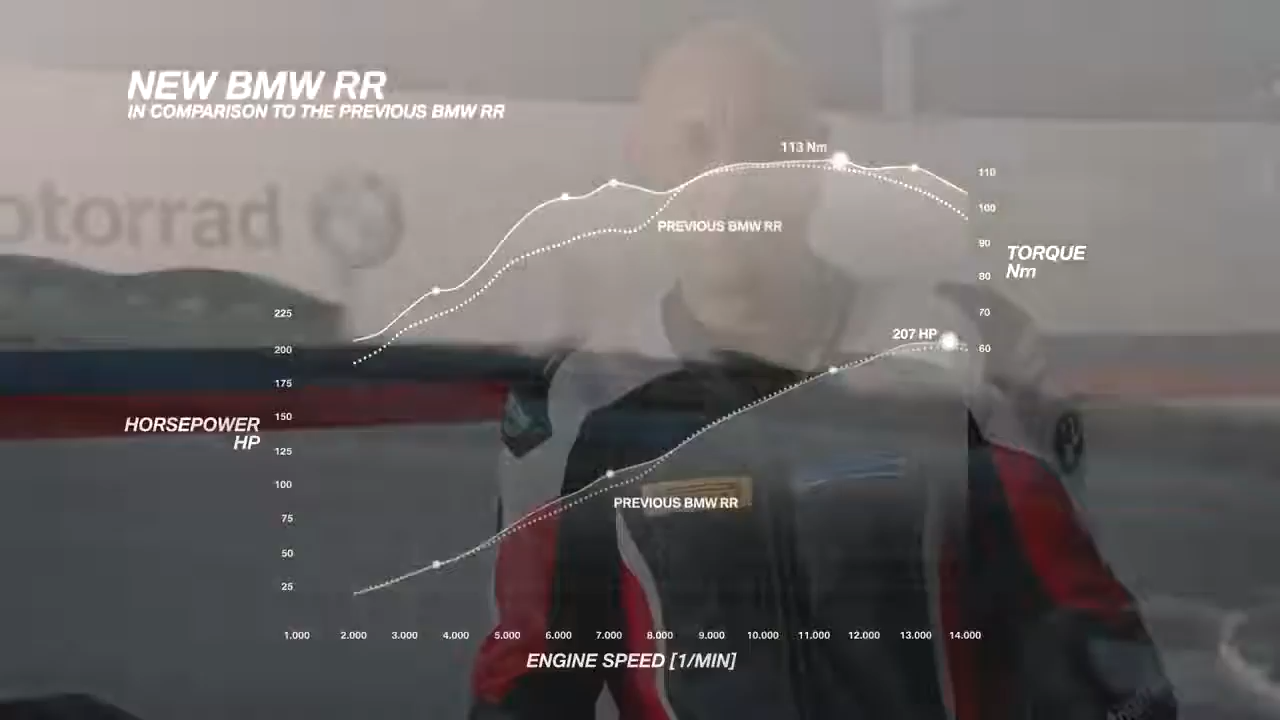 NEW BMW RR
IN COMPARISON TO THE PREVIOUS BMW RR
otorrad
113 Nm
PREVIOUS BMW RR
110
100
90
80
70
60
TORQUE
Nm
207 HP
225
200
175
150
125
100
75
50
25
HORSEPOWER
HP
PREVIOUS BMW RR
1.000 2.000 3.000 4.000 5.000 6.000 7.000 8.000 9.000 10.000 11.000 12.000 13.000 14.000
ENGINE SPEED [1/MIN]